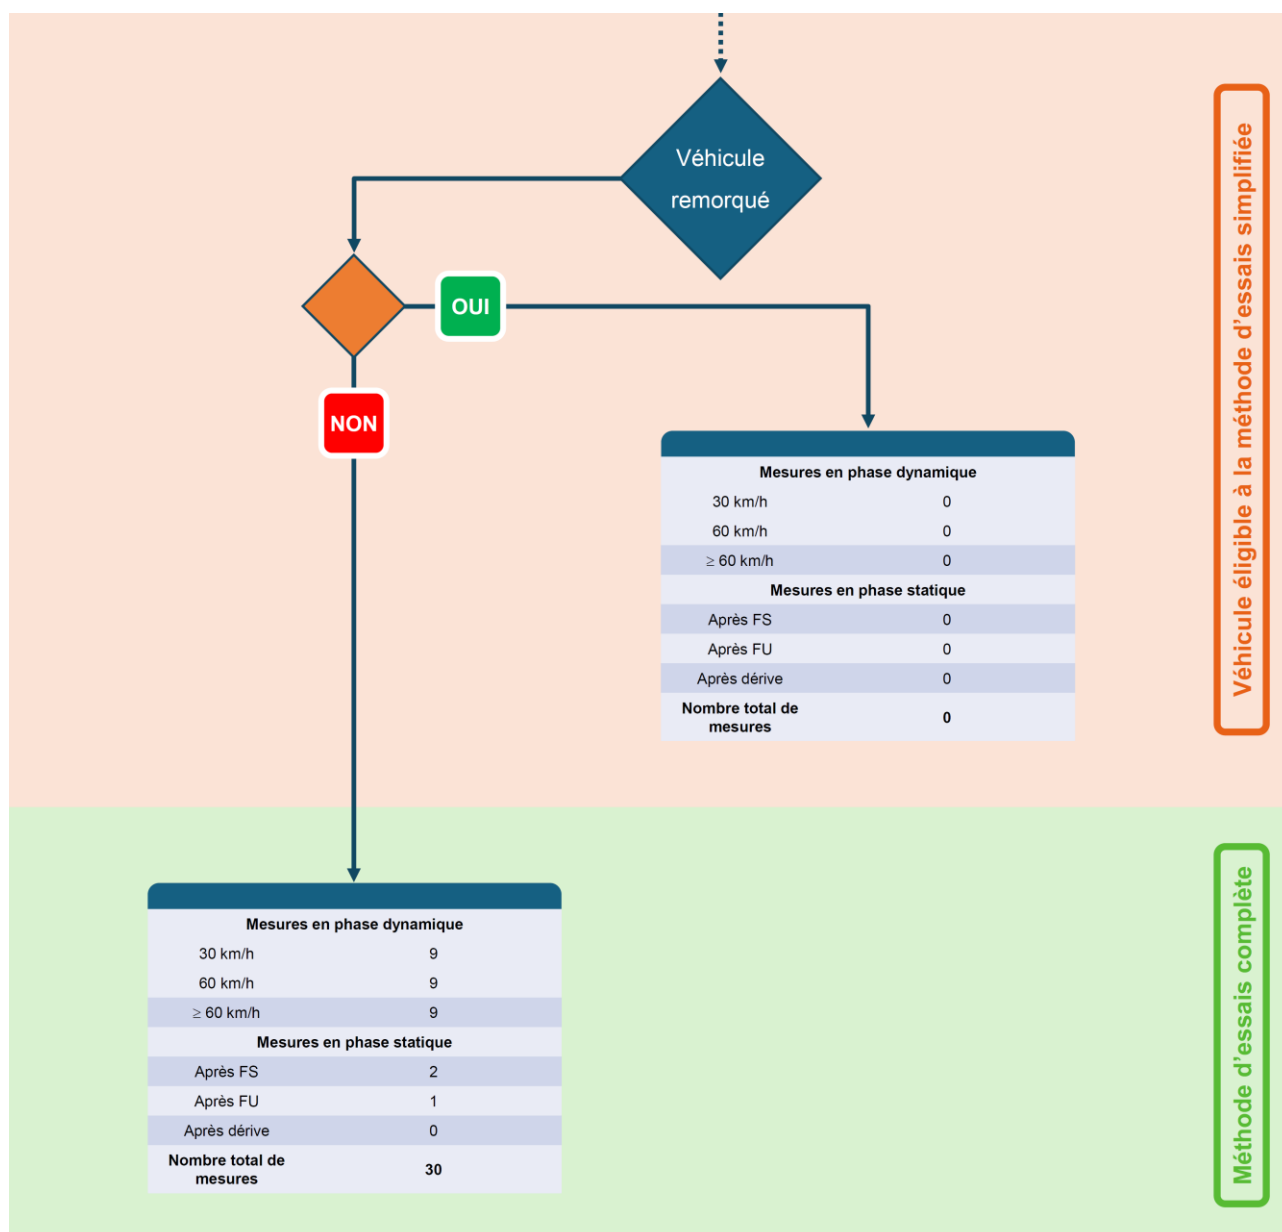 Véhicule
remorqué
OUI
NON
Mesures en phase dynamique
30 km/h 0
60 km/h 0
≥ 60 km/h 0
Mesures en phase statique
Après FS 0
Après FU 0
Après dérive 0
Nombre total de
mesures 0
Véhicule éligible à la méthode d'essais simplifiée
Mesures en phase dynamique
30 km/h 9
60 km/h 9
≥ 60 km/h 9
Mesures en phase statique
Après FS 2
Après FU 1
Après dérive 0
Nombre total de
mesures 30
Méthode d'essais complète